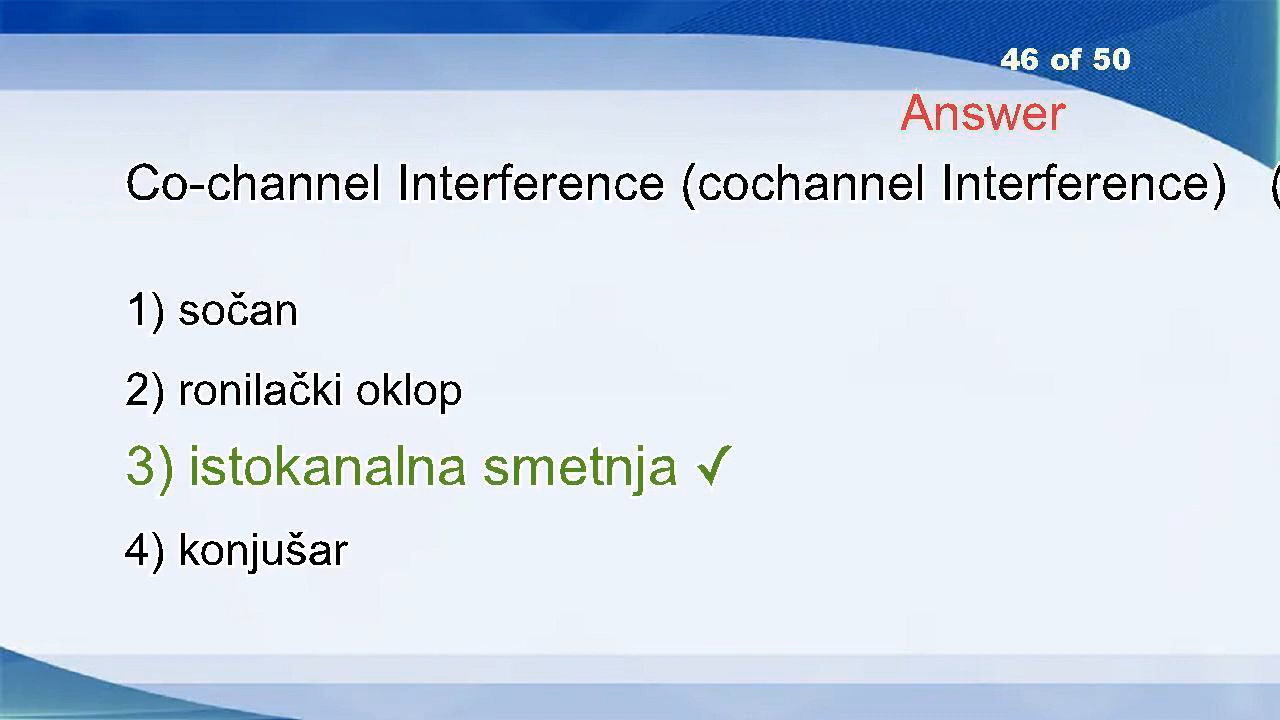 46 of 50
Answer
Co-channel Interference (cochannel Interference) (
1) sočan
2) ronilački oklop
3) istokanalna smetnja ✓
4) konjušar